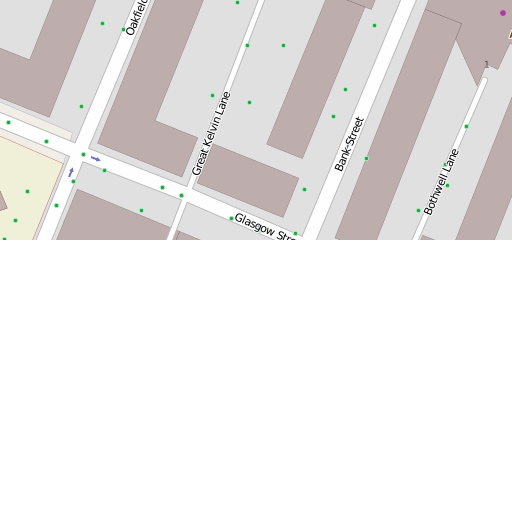 Oakfield
1
Great Kelvin Lane
Bank Street
Bothwell Lane
Glasgow Stre